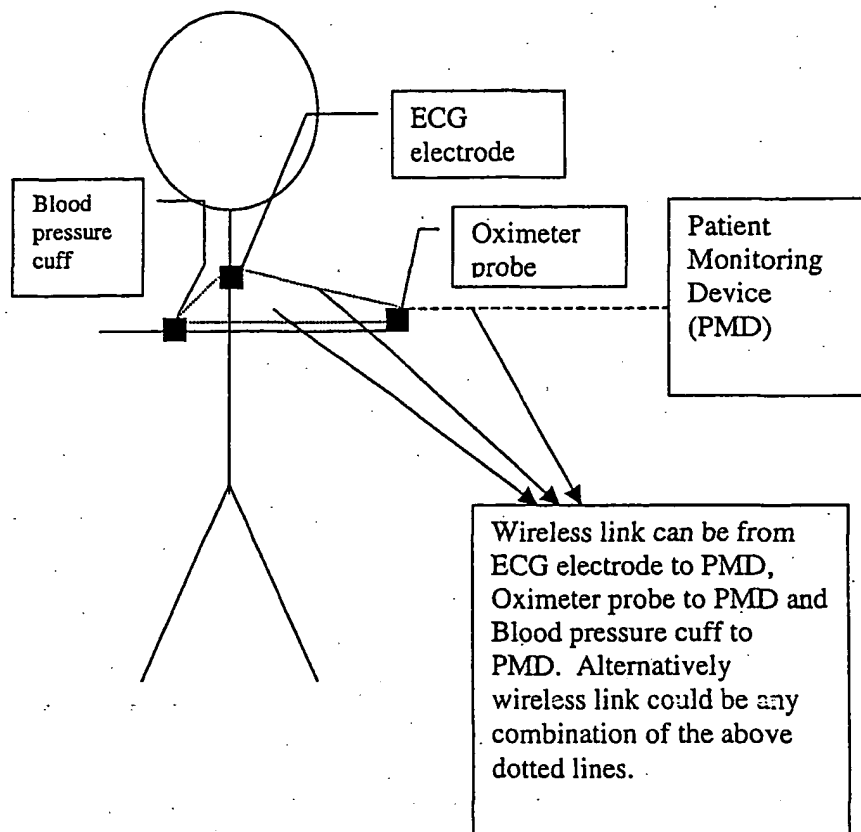 ECG
electrode
Blood
pressure
cuff
Oximeter
probe
Patient
Monitoring
Device
(PMD)
Wireless link can be from
ECG electrode to PMD,
Oximeter probe to PMD and
Blood pressure cuff to
PMD. Alternatively
wireless link could be any
combination of the above
dotted lines.